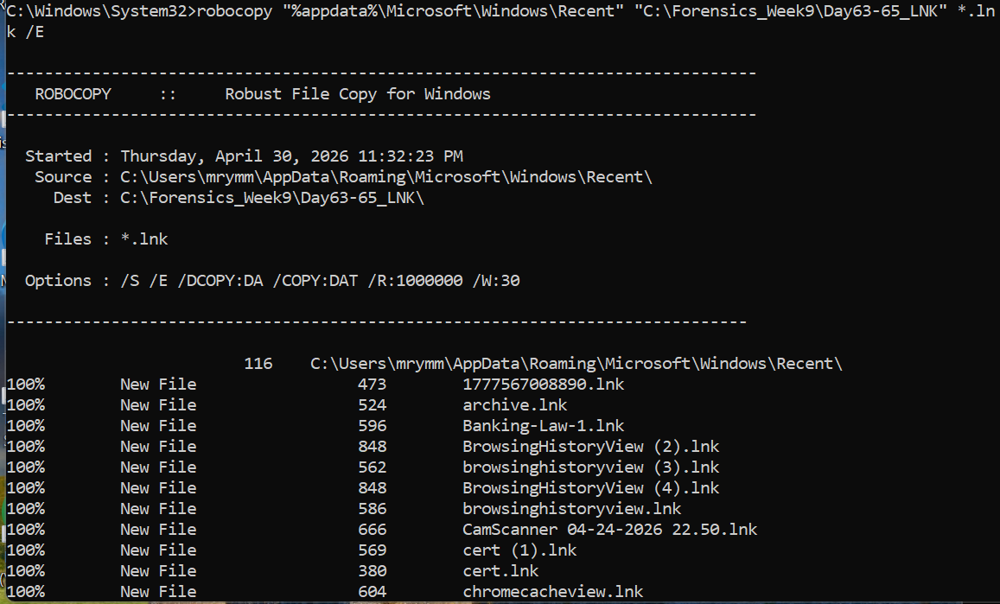 C:\Windows\System32>robocopy "%appdata%\Microsoft\Windows\Recent" "C:\Forensics_Week9\Day63-65_LNK" *.ln
k /E
-------------------------------------------------------------------------------
ROBOCOPY     ::     Robust File Copy for Windows
-------------------------------------------------------------------------------
Started : Thursday, April 30, 2026 11:32:23 PM
Source : C:\Users\mrymm\AppData\Roaming\Microsoft\Windows\Recent\
Dest : C:\Forensics_Week9\Day63-65_LNK\
Files : *.lnk
Options : /S /E /DCOPY:DA /COPY:DAT /R:1000000 /W:30
------------------------------------------------------------------------------
116    C:\Users\mrymm\AppData\Roaming\Microsoft\Windows\Recent\
100%        New File                 473        1777567008890.lnk
100%        New File                 524        archive.lnk
100%        New File                 596        Banking-Law-1.lnk
100%        New File                 848        BrowsingHistoryView (2).lnk
100%        New File                 562        browsinghistoryview (3).lnk
100%        New File                 848        BrowsingHistoryView (4).lnk
100%        New File                 586        browsinghistoryview.lnk
100%        New File                 666        CamScanner 04-24-2026 22.50.lnk
100%        New File                 569        cert (1).lnk
100%        New File                 380        cert.lnk
100%        New File                 604        chromecacheview.lnk